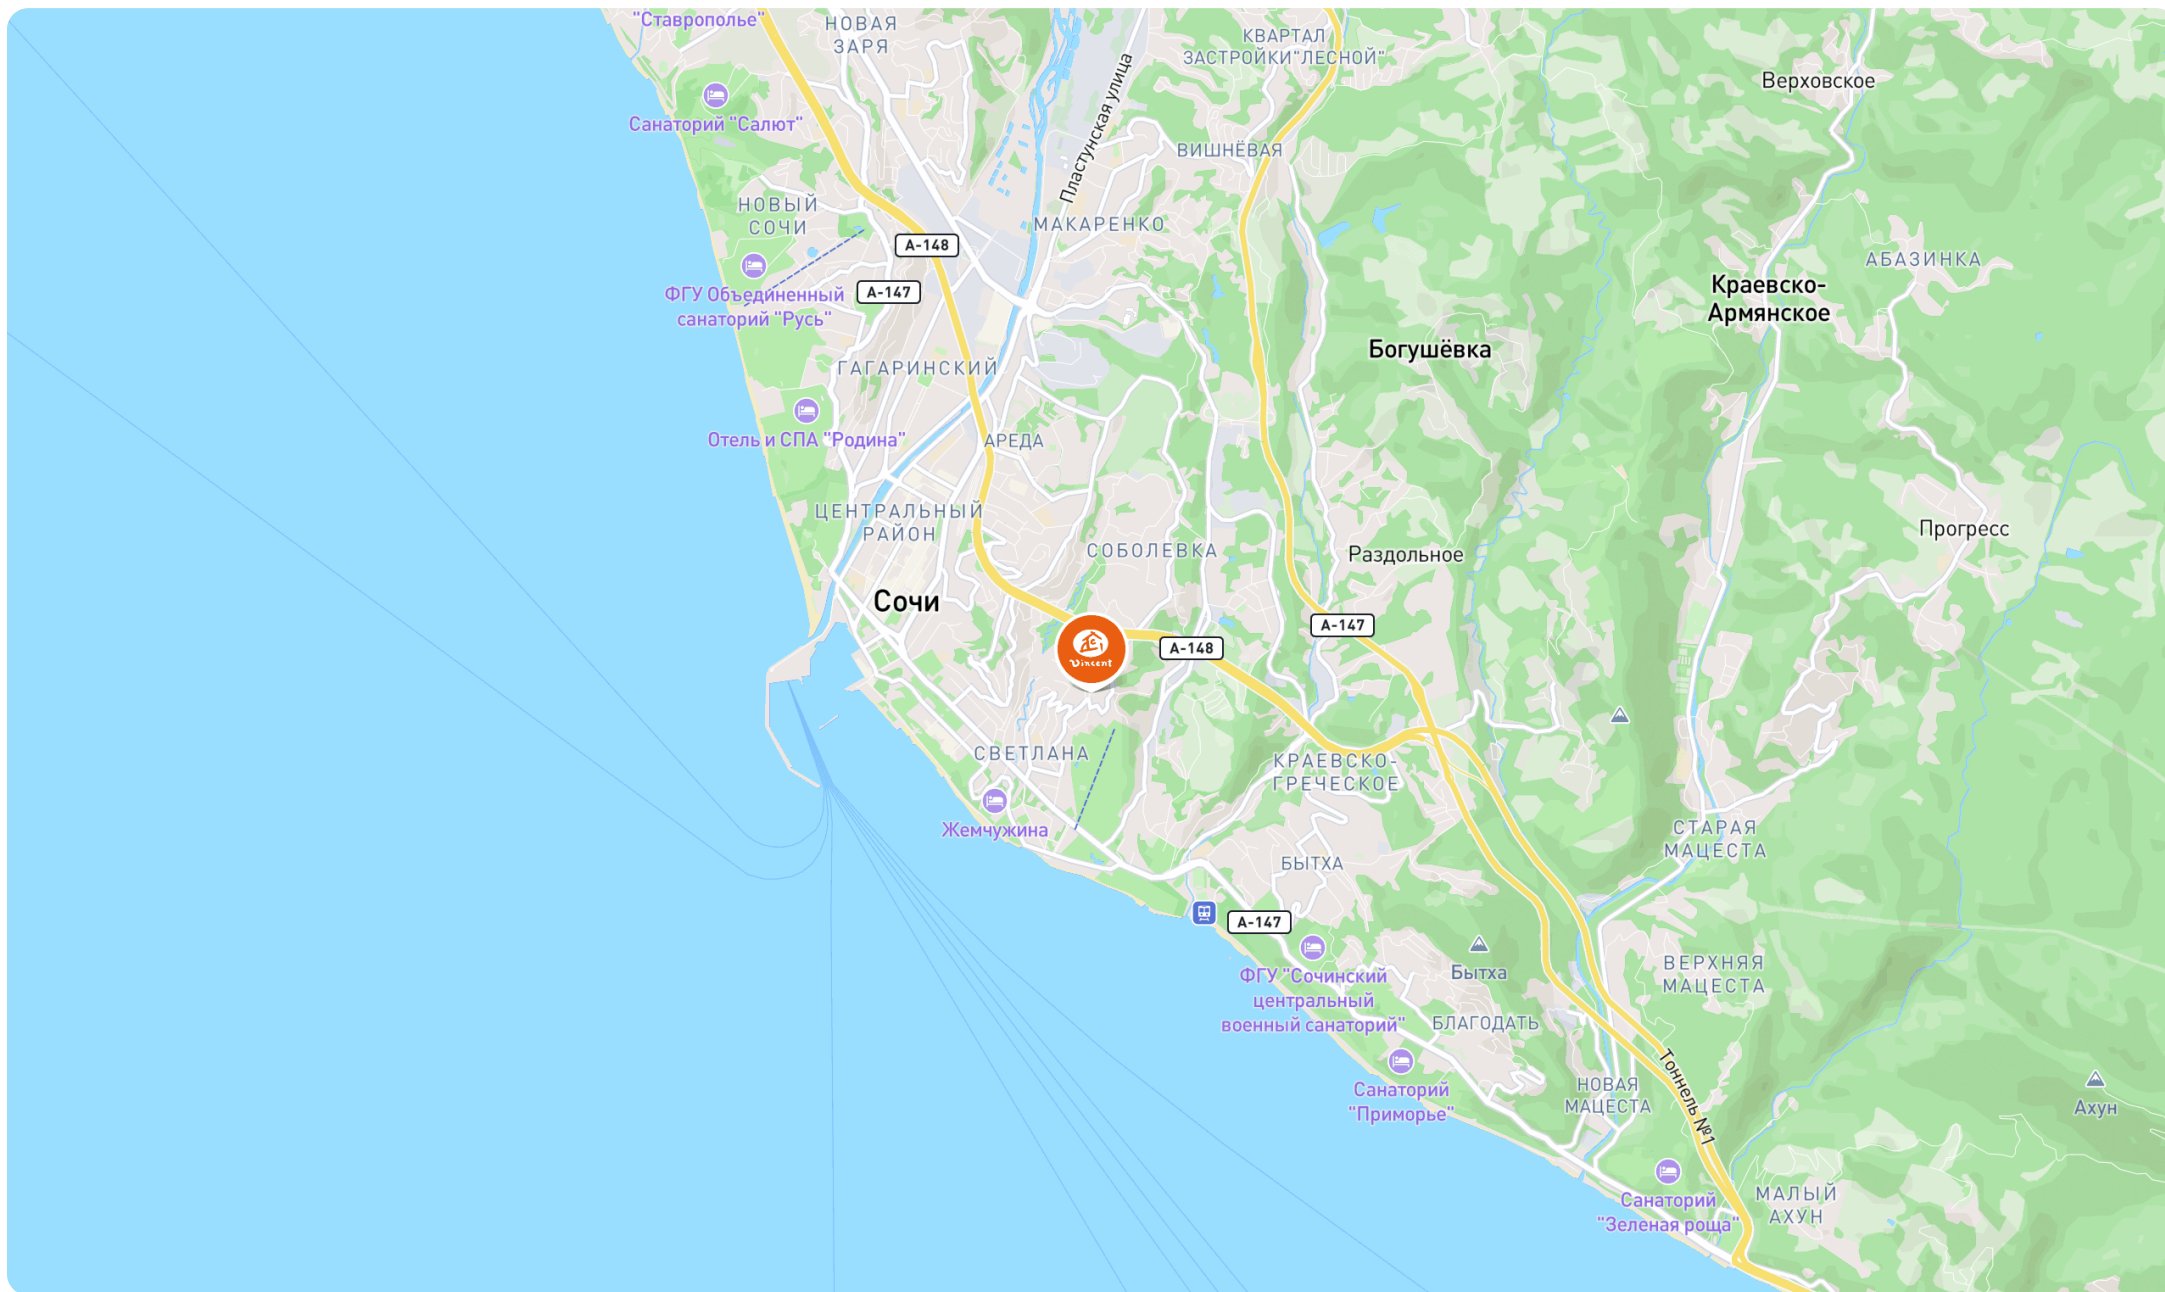 "Ставрополье"
НОВАЯ
ЗАРЯ
КВАРТАЛ
ЗАСТРОЙКИ"ЛЕСНОЙ"
Верховское
Санаторий "Салют"
Пластунская улица
ВИШНЁВАЯ
НОВЫЙ
СОЧИ
МАКАРЕНКО
А-148
АБАЗИНКА
ФГУ Объединенный
санаторий "Русь"
А-147
Краевско-
Армянское
Богушёвка
ГАГАРИНСКИЙ
Отель и СПА "Родина"
АРЕДА
ЦЕНТРАЛЬНЫЙ
РАЙОН
СОБОЛЕВКА
Раздольное
Прогресс
Сочи
А-147
А-148
Vincent
СВЕТЛАНА
КРАЕВСКО-
ГРЕЧЕСКОЕ
Жемчужина
СТАРАЯ
МАЦЕСТА
БЫТХА
А-147
ФГУ "Сочинский
центральный
военный санаторий"
Бытха
ВЕРХНЯЯ
МАЦЕСТА
БЛАГОДАТЬ
Санаторий
"Приморье"
НОВАЯ
МАЦЕСТА
Тоннель №1
Ахун
Санаторий
"Зеленая роща"
МАЛЫЙ
АХУН